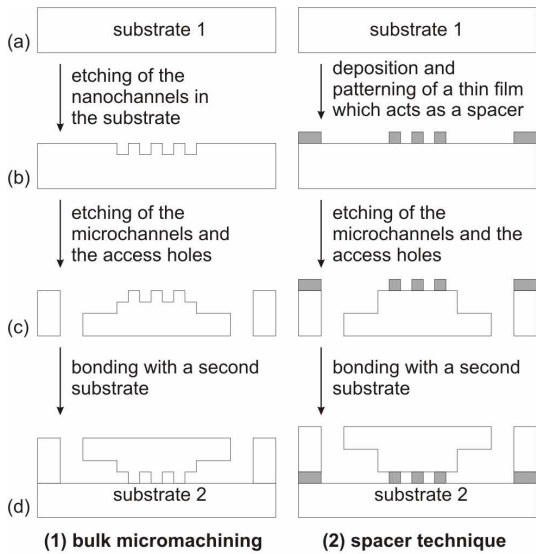 (a)
substrate 1
substrate 1
etching of the
nanochannels in
the substrate
deposition and
patterning of a thin film
which acts as a spacer
(b)
etching of the
microchannels and
the access holes
etching of the
microchannels and the
access holes
(c)
bonding with a second
substrate
bonding with a second
substrate
(d)
substrate 2
substrate 2
(1) bulk micromachining
(2) spacer technique